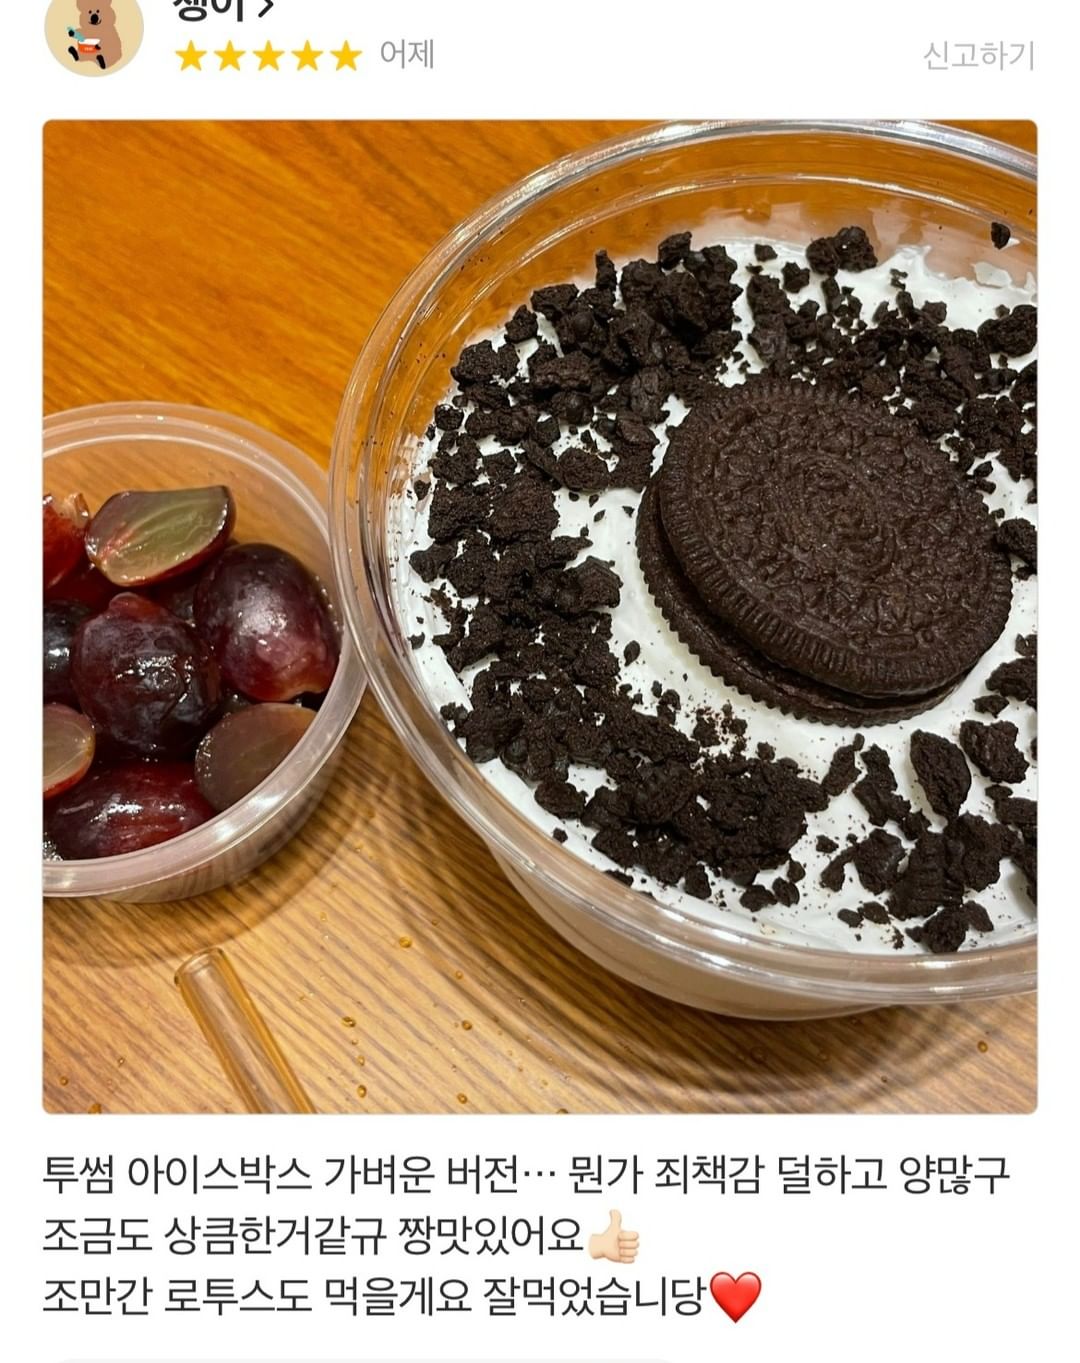 쟁이 >
어제
신고하기
투썸 아이스박스 가벼운 버전… 뭔가 죄책감 덜하고 양많구
조금도 상큼한거같규 짱맛있어요👍🏻
조만간 로투스도 먹을게요 잘먹었습니당❤️